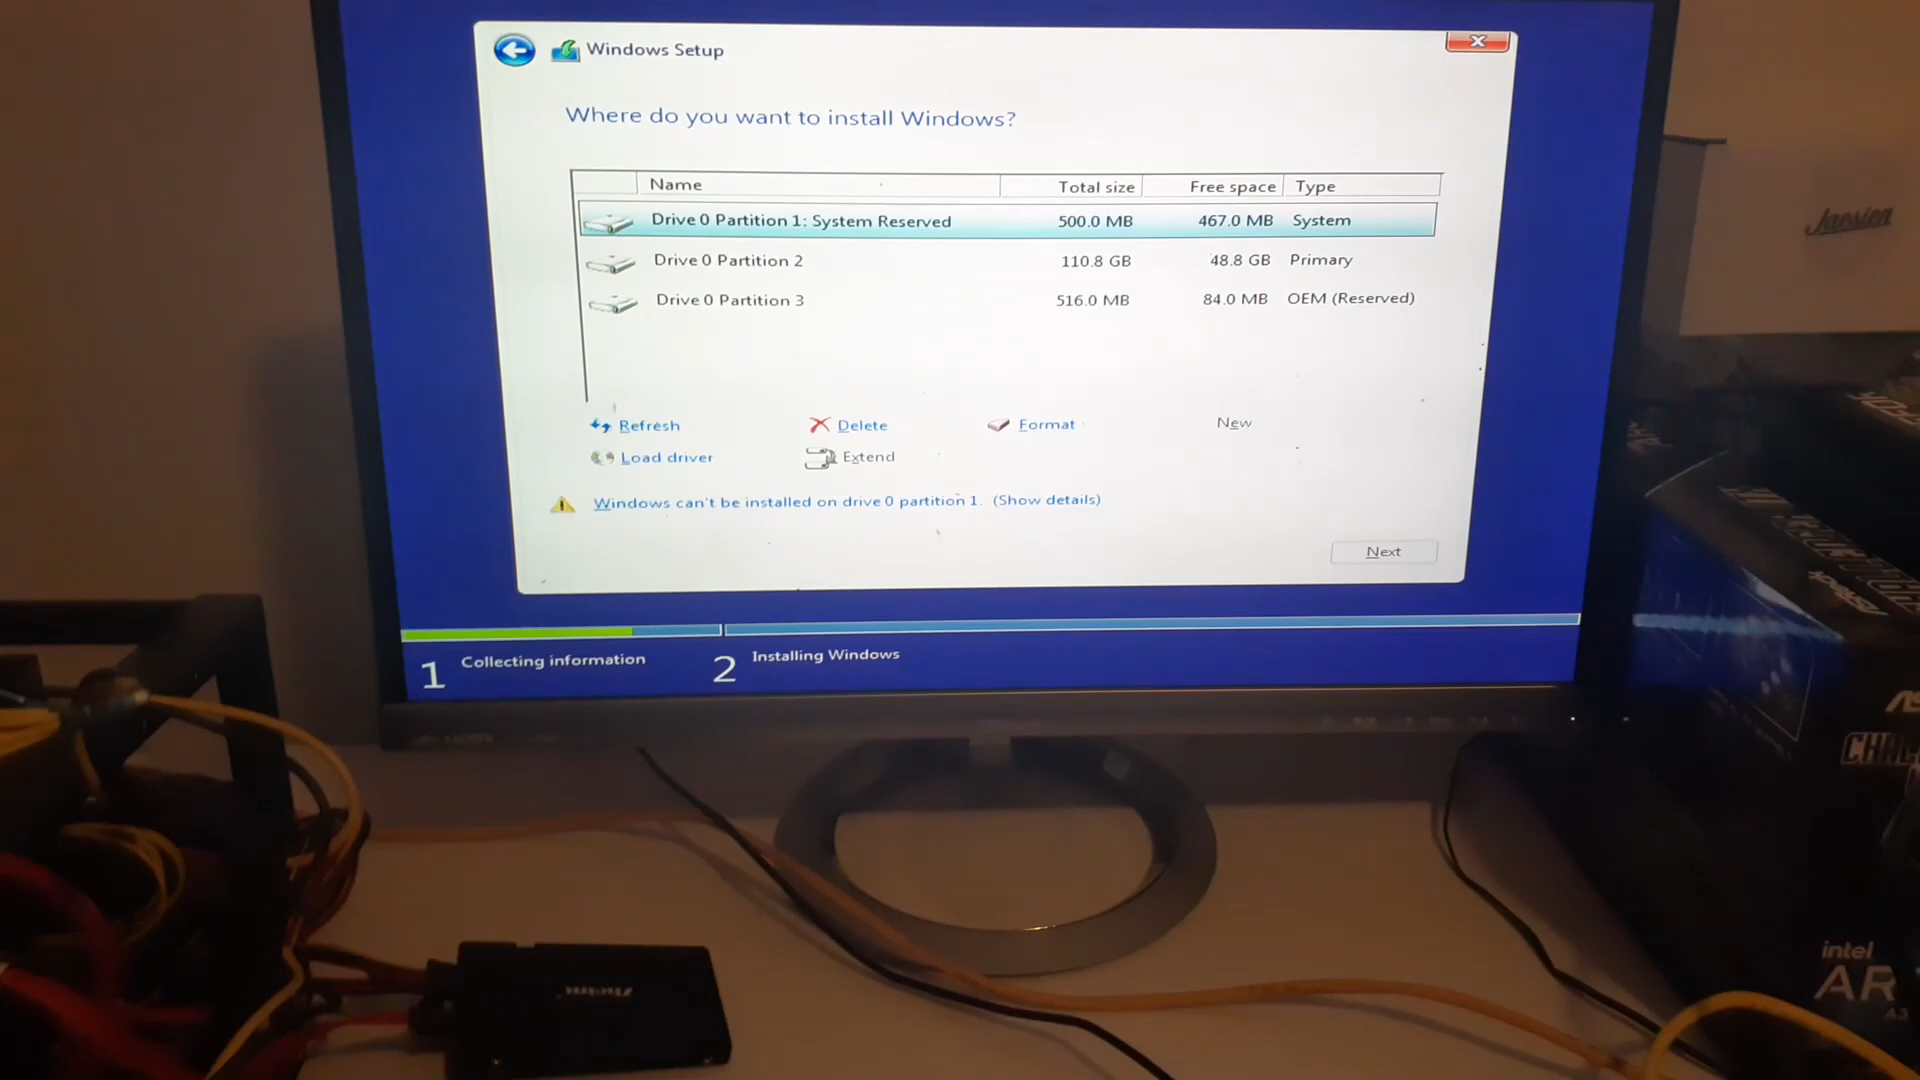 Windows Setup
Where do you want to install Windows?
Name Total size Free space Type
Drive 0 Partition 1: System Reserved 500.0 MB 467.0 MB System
Drive 0 Partition 2 110.8 GB 48.8 GB Primary
Drive 0 Partition 3 516.0 MB 84.0 MB OEM (Reserved)
Refresh Delete Format New
Load driver Extend
Windows can't be installed on drive 0 partition 1. (Show details)
Next
1 Collecting information 2 Installing Windows
Jaesien
intel